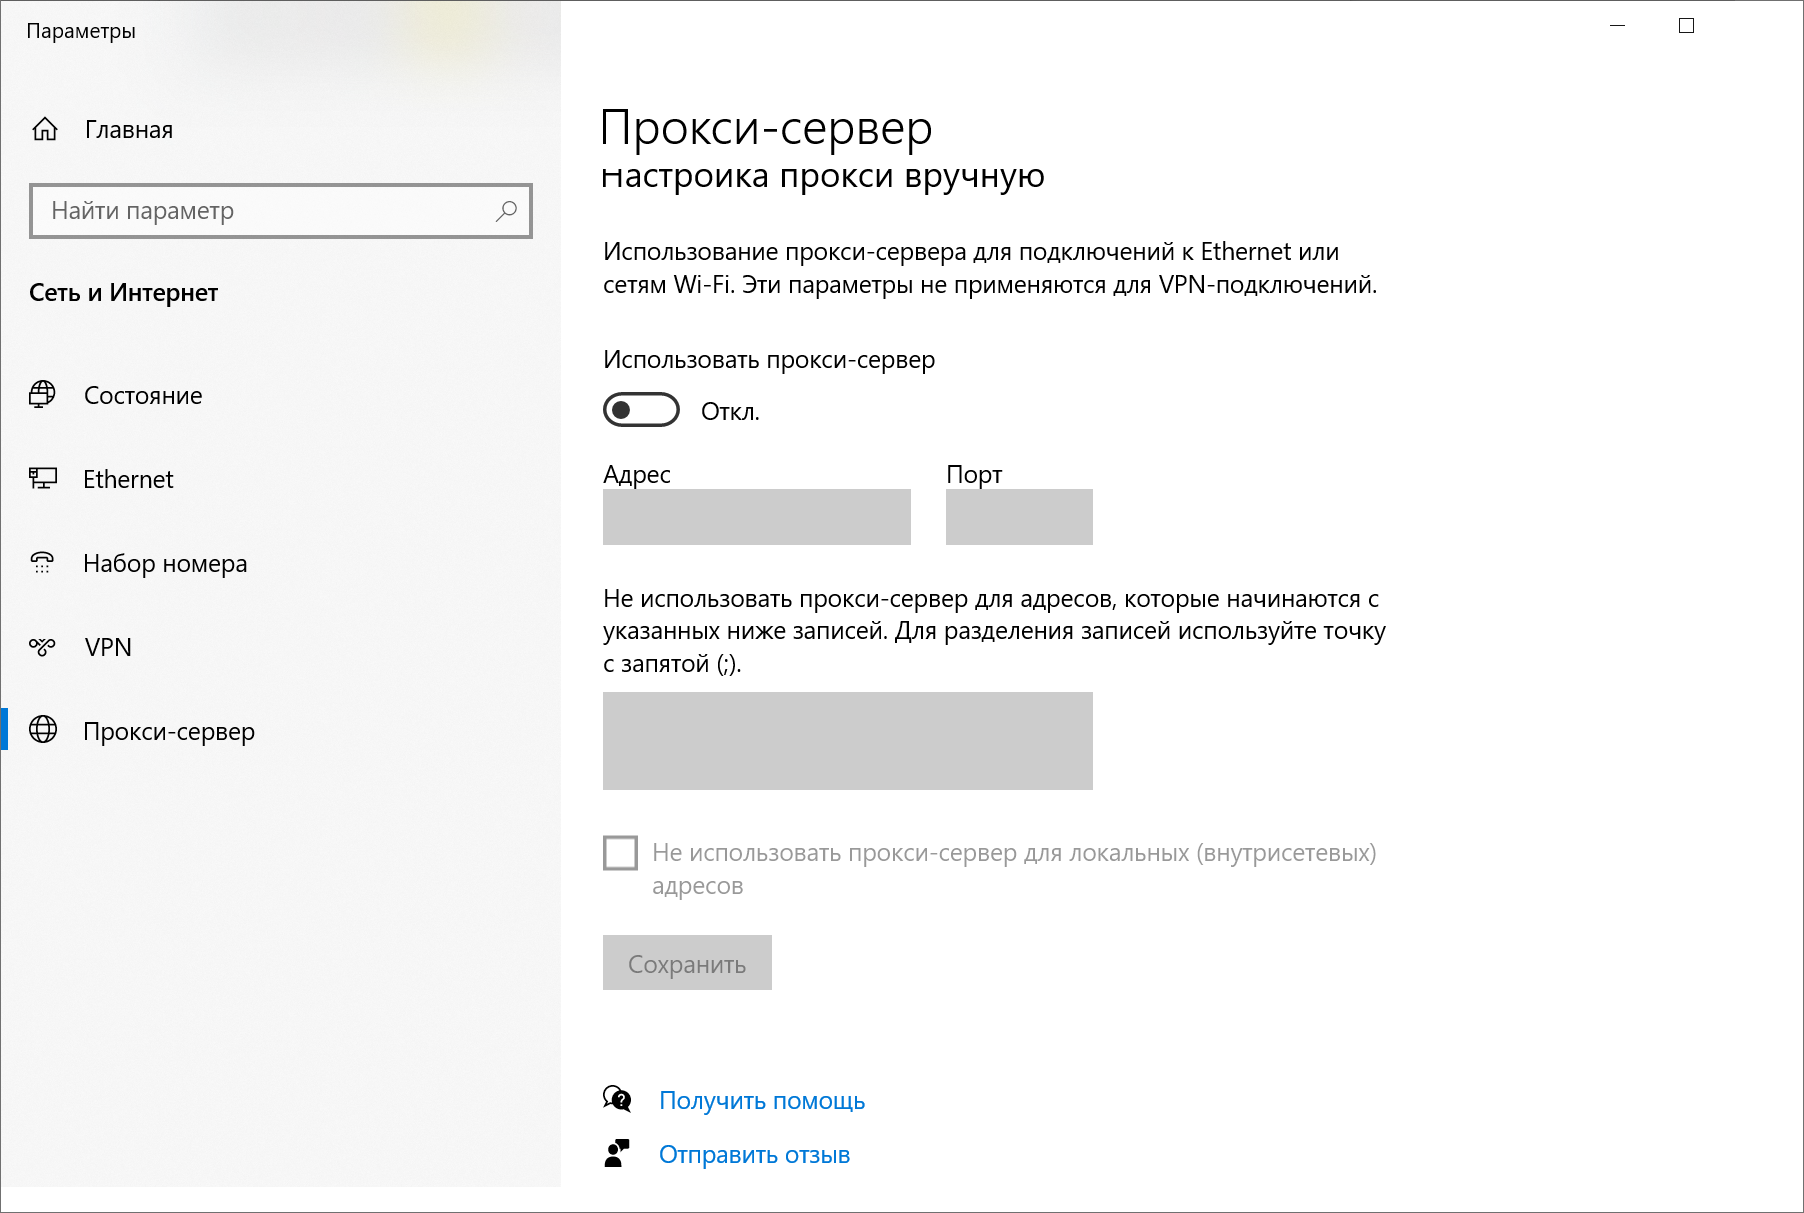 Параметры
Главная
Найти параметр
Сеть и Интернет
Состояние
Ethernet
Набор номера
VPN
Прокси-сервер
Прокси-сервер
Настройка прокси вручную
Использование прокси-сервера для подключений к Ethernet или
сетям Wi-Fi. Эти параметры не применяются для VPN-подключений.
Использовать прокси-сервер
Откл.
Адрес
Порт
Не использовать прокси-сервер для адресов, которые начинаются с
указанных ниже записей. Для разделения записей используйте точку
с запятой (;).
Не использовать прокси-сервер для локальных (внутрисетевых)
адресов
Сохранить
Получить помощь
Отправить отзыв